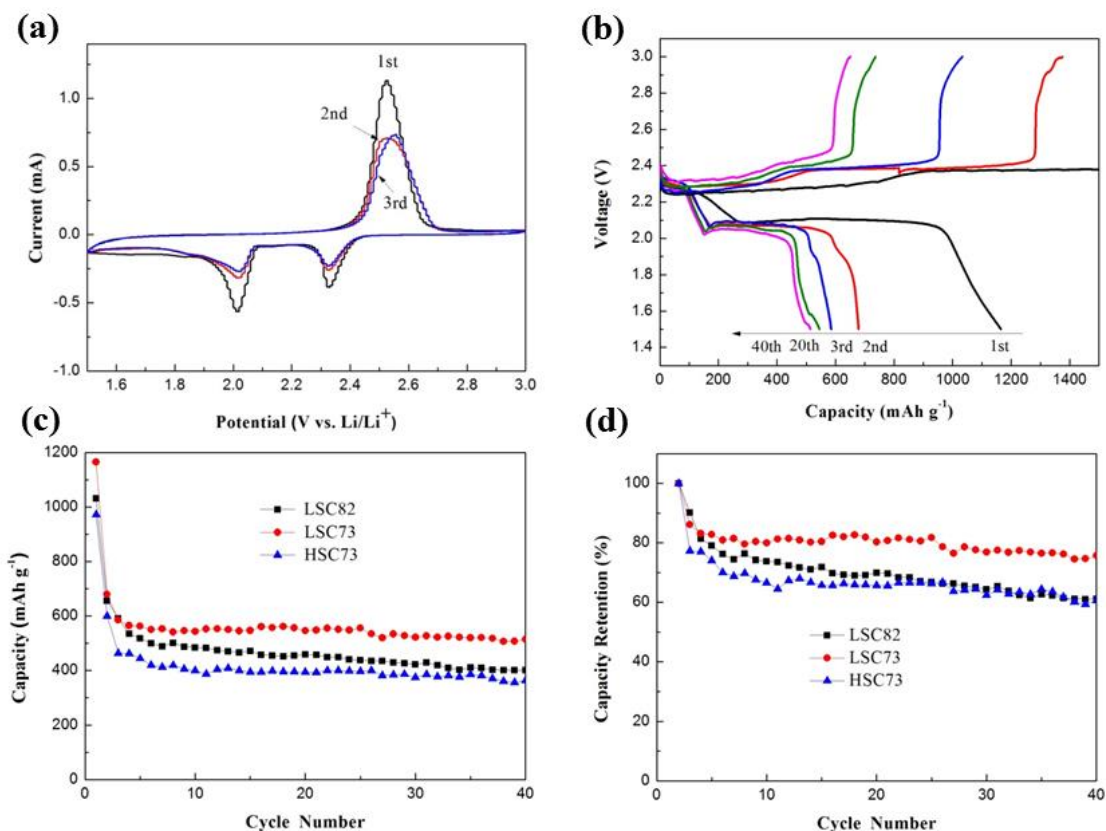 (a)
1st
2nd
3rd
1.0
0.5
0.0
-0.5
-1.0
Current (mA)
1.6 1.8 2.0 2.2 2.4 2.6 2.8 3.0
Potential (V vs. Li/Li+)
(b)
3.0
2.8
2.6
2.4
2.2
2.0
1.8
1.6
1.4
Voltage (V)
40th 20th 3rd 2nd 1st
0 200 400 600 800 1000 1200 1400
Capacity (mAh g-1)
(c)
1200
1000
800
600
400
200
0
Capacity (mAh g-1)
LSC82
LSC73
HSC73
0 10 20 30 40
Cycle Number
(d)
100
80
60
40
20
0
Capacity Retention (%)
LSC82
LSC73
HSC73
0 10 20 30 40
Cycle Number